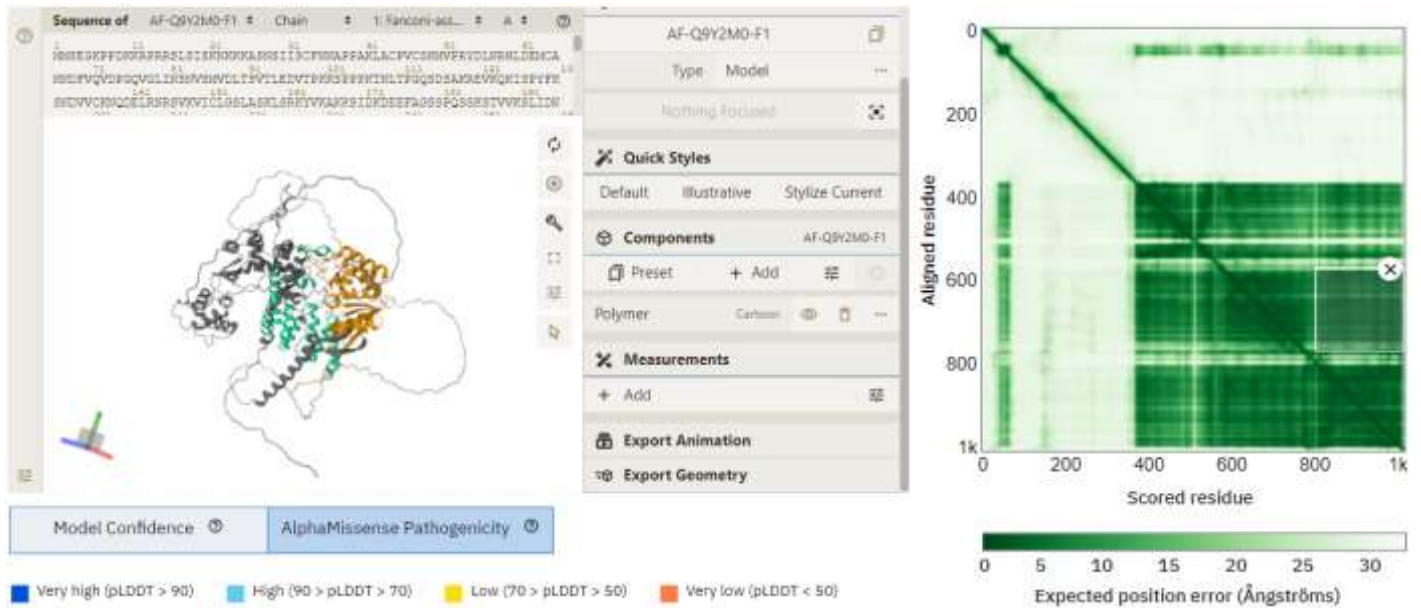 Sequence of AF-Q9Y2M0-F1 Chain 1: Fanconi-ass... A
AF-Q9Y2M0-F1
Type Model ...
Nothing Focused
Quick Styles
Default Illustrative Stylize Current
Components AF-Q9Y2M0-F1
Preset + Add
Polymer Cartoon ...
Measurements
+ Add
Export Animation
Export Geometry
Model Confidence
AlphaMissense Pathogenicity
Very high (pLDDT > 90)
High (90 > pLDDT > 70)
Low (70 > pLDDT > 50)
Very low (pLDDT < 50)
Aligned residue
0
200
400
600
800
1k
0 200 400 600 800 1k
Scored residue
0 5 10 15 20 25 30
Expected position error (Ångströms)